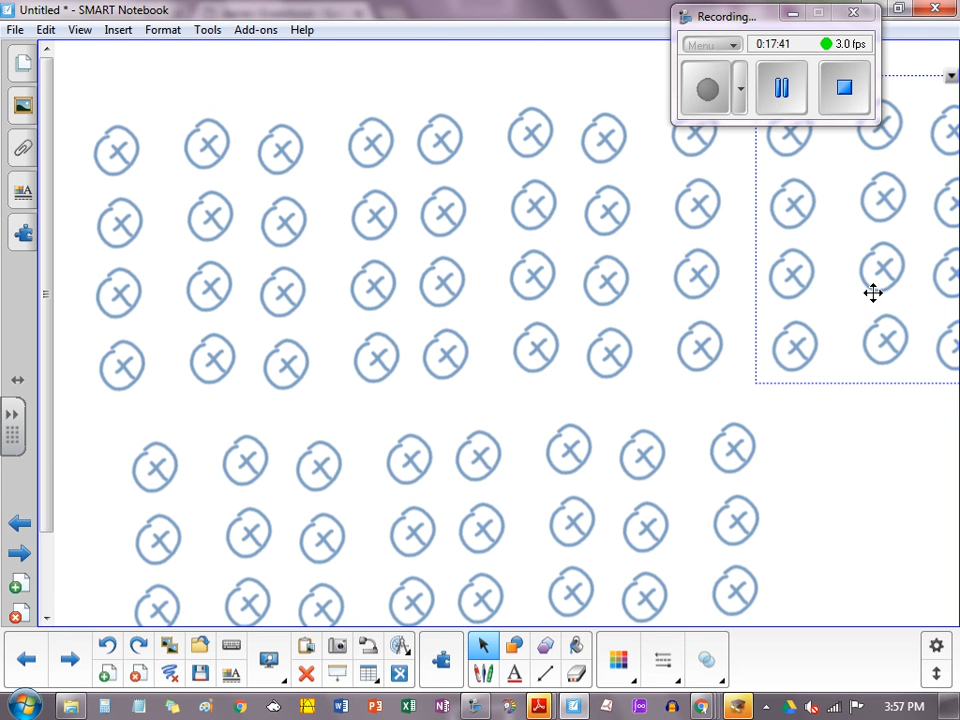 Untitled * - SMART Notebook
Recording...
File Edit View Insert Format Tools Add-ons Help
Menu 0:17:41 3.0 fps
3:57 PM